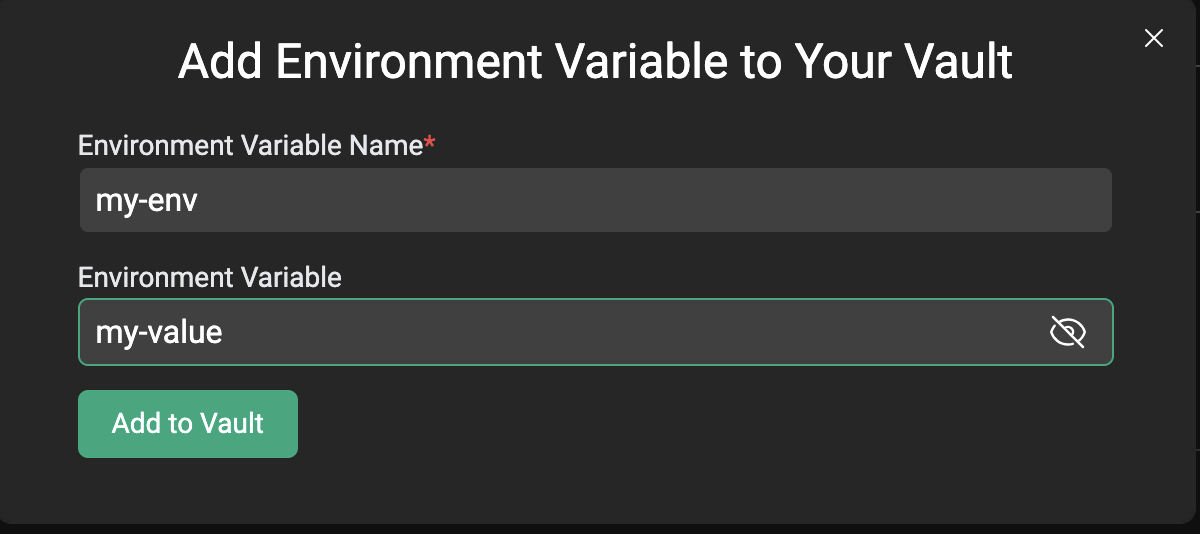 Add Environment Variable to Your Vault
Environment Variable Name*
my-env
Environment Variable
my-value
Add to Vault